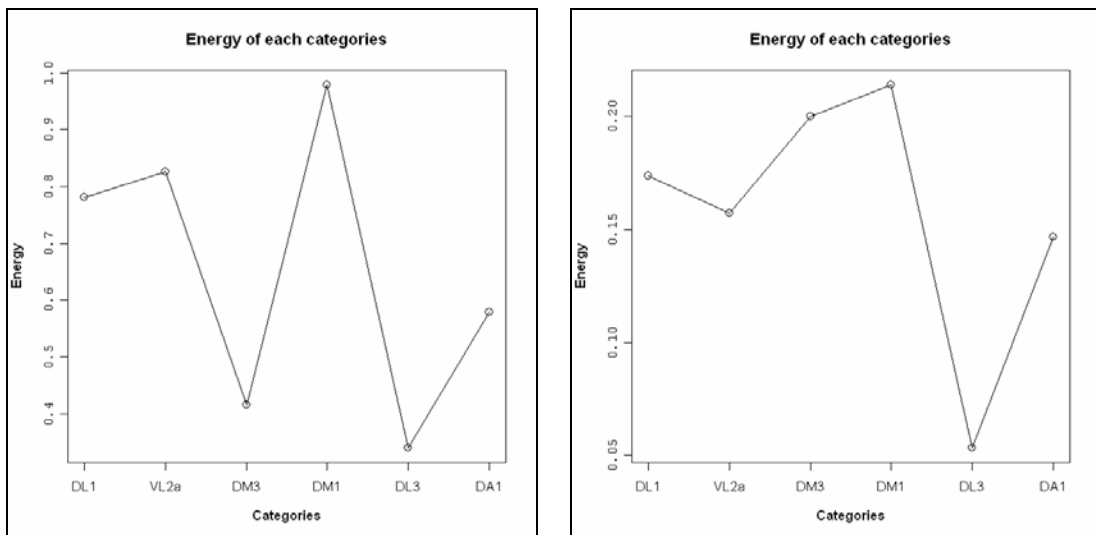 Energy of each categories
Energy
1.0
0.9
0.8
0.7
0.6
0.5
0.4
DL1 VL2a DM3 DM1 DL3 DA1
Categories
Energy of each categories
Energy
0.20
0.15
0.10
0.05
DL1 VL2a DM3 DM1 DL3 DA1
Categories